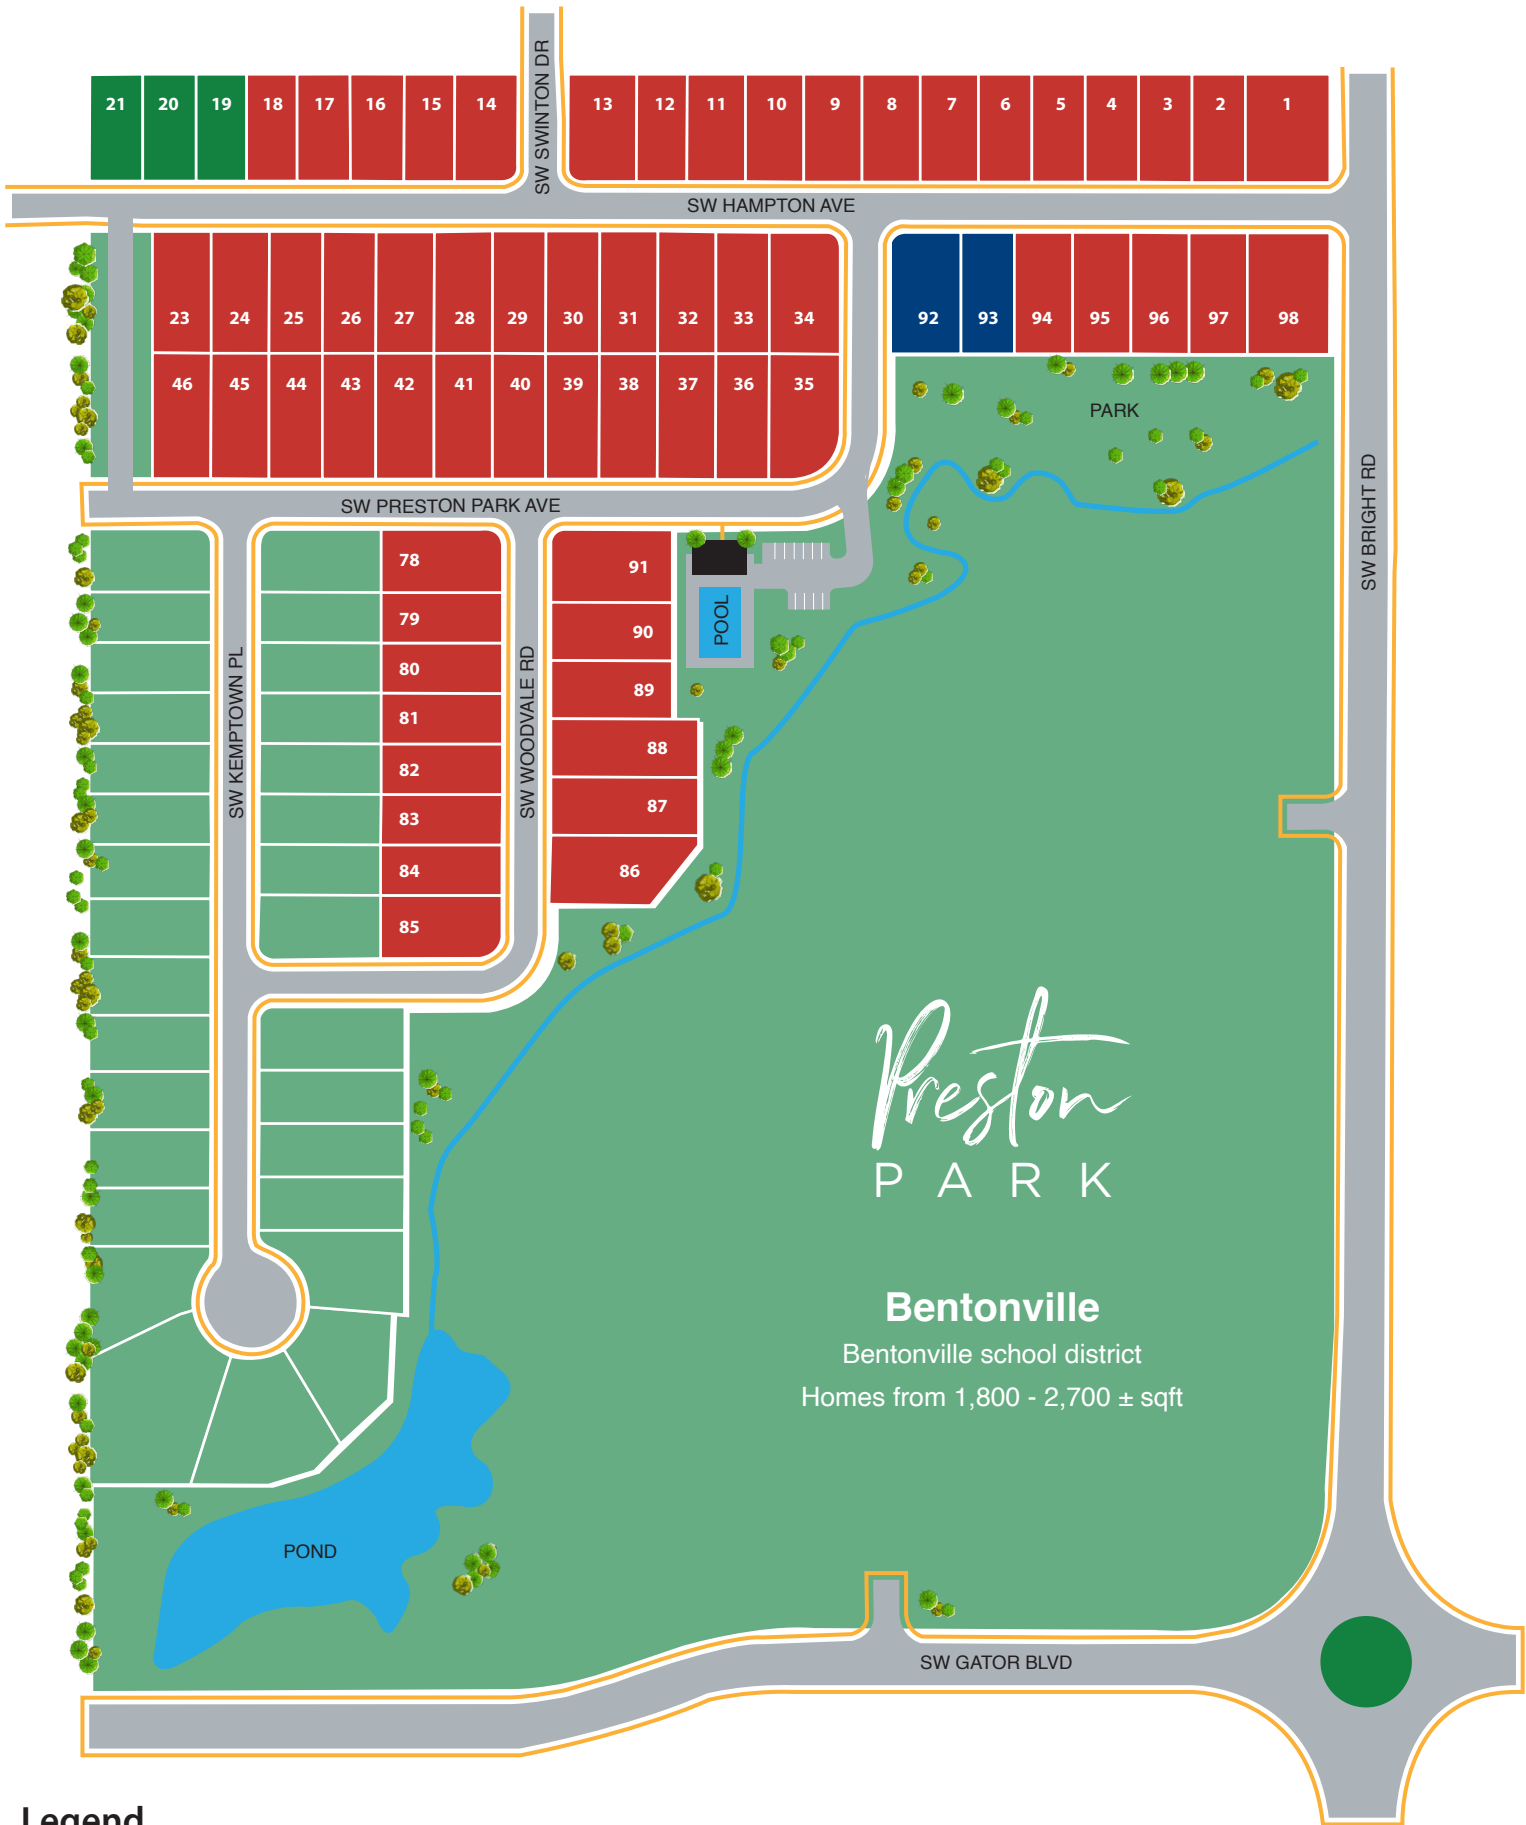 SW SWINTON DR
21 20 19 18 17 16 15 14 13 12 11 10 9 8 7 6 5 4 3 2 1
SW HAMPTON AVE
23 24 25 26 27 28 29 30 31 32 33 34 92 93 94 95 96 97 98
46 45 44 43 42 41 40 39 38 37 36 35
PARK
SW PRESTON PARK AVE
SW BRIGHT RD
78 91
79 90
80 89
81 88
82 87
83
84 86
85
POOL
SW KEMPTOWN PL
SW WOODVALE RD
Preston
PARK
Bentonville
Bentonville school district
Homes from 1,800 - 2,700 ± sqft
POND
SW GATOR BLVD
Legend